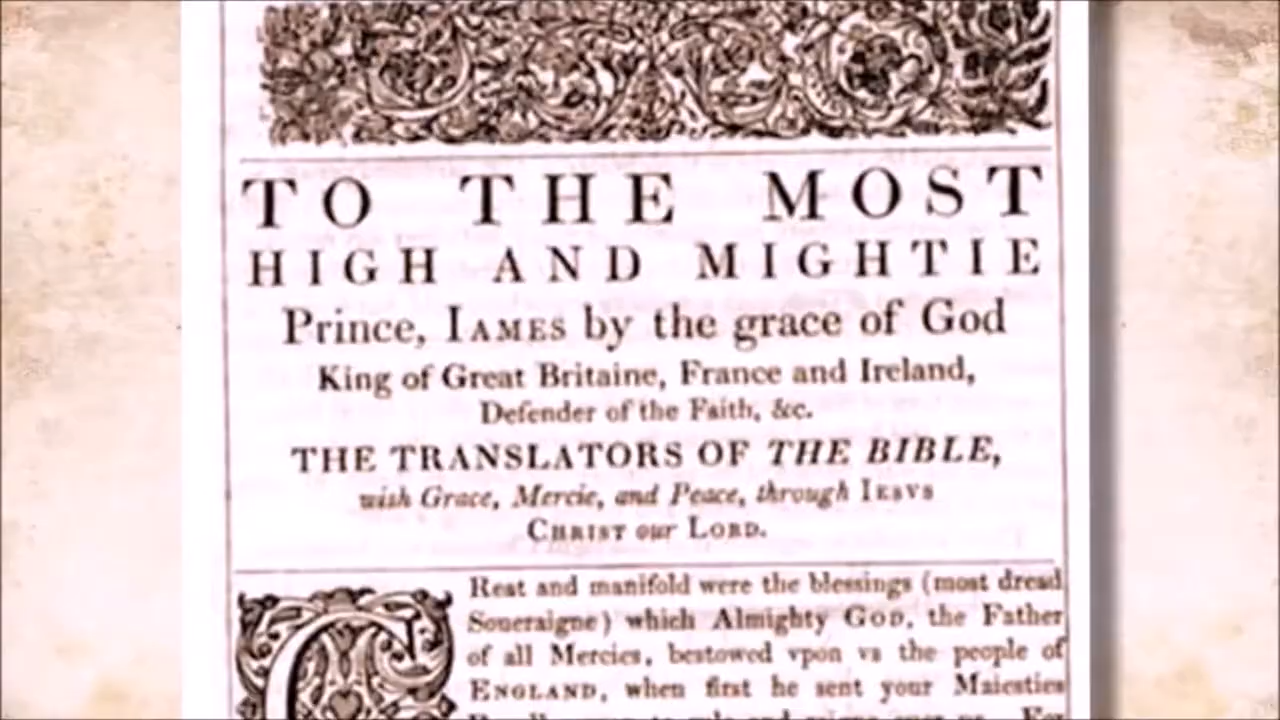 TO THE MOST
HIGH AND MIGHTIE
Prince, IAMES by the grace of God
King of Great Britaine, France and Ireland,
Defender of the Faith, &c.
THE TRANSLATORS OF THE BIBLE,
wish Grace, Mercie, and Peace, through IESVS
CHRIST our LORD.
GReat and manifold were the blessings (most dread
Soueraigne) which Almighty GOD, the Father
of all Mercies, bestowed vpon vs the people of
ENGLAND, when first he sent your Maiesties